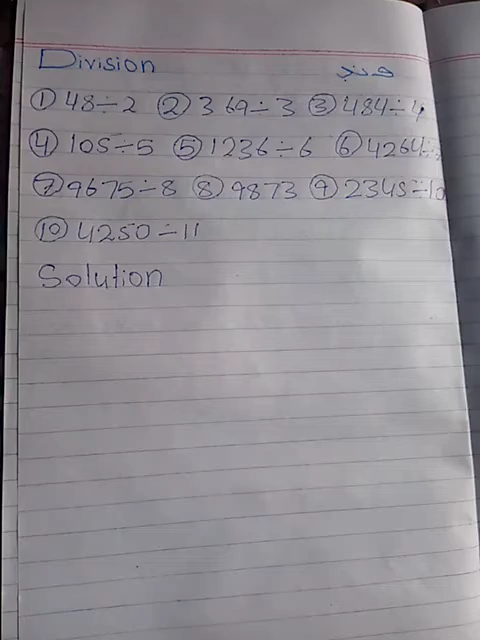 Division ونډ
① 48÷2 ② 369÷3 ③ 484÷4
④ 105÷5 ⑤ 1236÷6 ⑥ 4264÷
⑦ 9675÷8 ⑧ 9873 ⑨ 2345÷10
⑩ 4250÷11
Solution